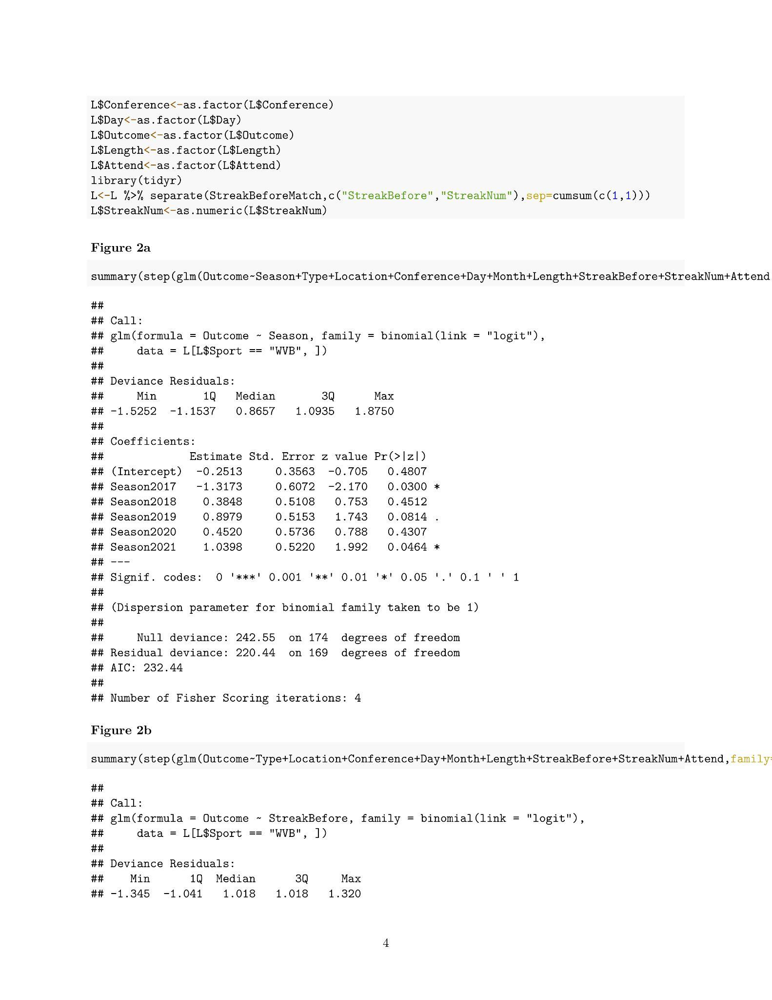 L$Conference<-as.factor(L$Conference)
L$Day<-as.factor(L$Day)
L$Outcome<-as.factor(L$Outcome)
L$Length<-as.factor(L$Length)
L$Attend<-as.factor(L$Attend)
library(tidyr)
L<-L %>% separate(StreakBeforeMatch,c("StreakBefore","StreakNum"),sep=cumsum(c(1,1)))
L$StreakNum<-as.numeric(L$StreakNum)
Figure 2a
summary(step(glm(Outcome~Season+Type+Location+Conference+Day+Month+Length+StreakBefore+StreakNum+Attend
##
## Call:
## glm(formula = Outcome ~ Season, family = binomial(link = "logit"),
##     data = L[L$Sport == "WVB", ])
##
## Deviance Residuals:
##     Min       1Q   Median       3Q      Max
## -1.5252  -1.1537   0.8657   1.0935   1.8750
##
## Coefficients:
##             Estimate Std. Error z value Pr(>|z|)
## (Intercept)  -0.2513     0.3563  -0.705   0.4807
## Season2017   -1.3173     0.6072  -2.170   0.0300 *
## Season2018    0.3848     0.5108   0.753   0.4512
## Season2019    0.8979     0.5153   1.743   0.0814 .
## Season2020    0.4520     0.5736   0.788   0.4307
## Season2021    1.0398     0.5220   1.992   0.0464 *
## ---
## Signif. codes:  0 '***' 0.001 '**' 0.01 '*' 0.05 '.' 0.1 ' ' 1
##
## (Dispersion parameter for binomial family taken to be 1)
##
##     Null deviance: 242.55  on 174  degrees of freedom
## Residual deviance: 220.44  on 169  degrees of freedom
## AIC: 232.44
##
## Number of Fisher Scoring iterations: 4
Figure 2b
summary(step(glm(Outcome~Type+Location+Conference+Day+Month+Length+StreakBefore+StreakNum+Attend,family=
##
## Call:
## glm(formula = Outcome ~ StreakBefore, family = binomial(link = "logit"),
##     data = L[L$Sport == "WVB", ])
##
## Deviance Residuals:
##    Min      1Q  Median      3Q     Max
## -1.345  -1.041   1.018   1.018   1.320
4